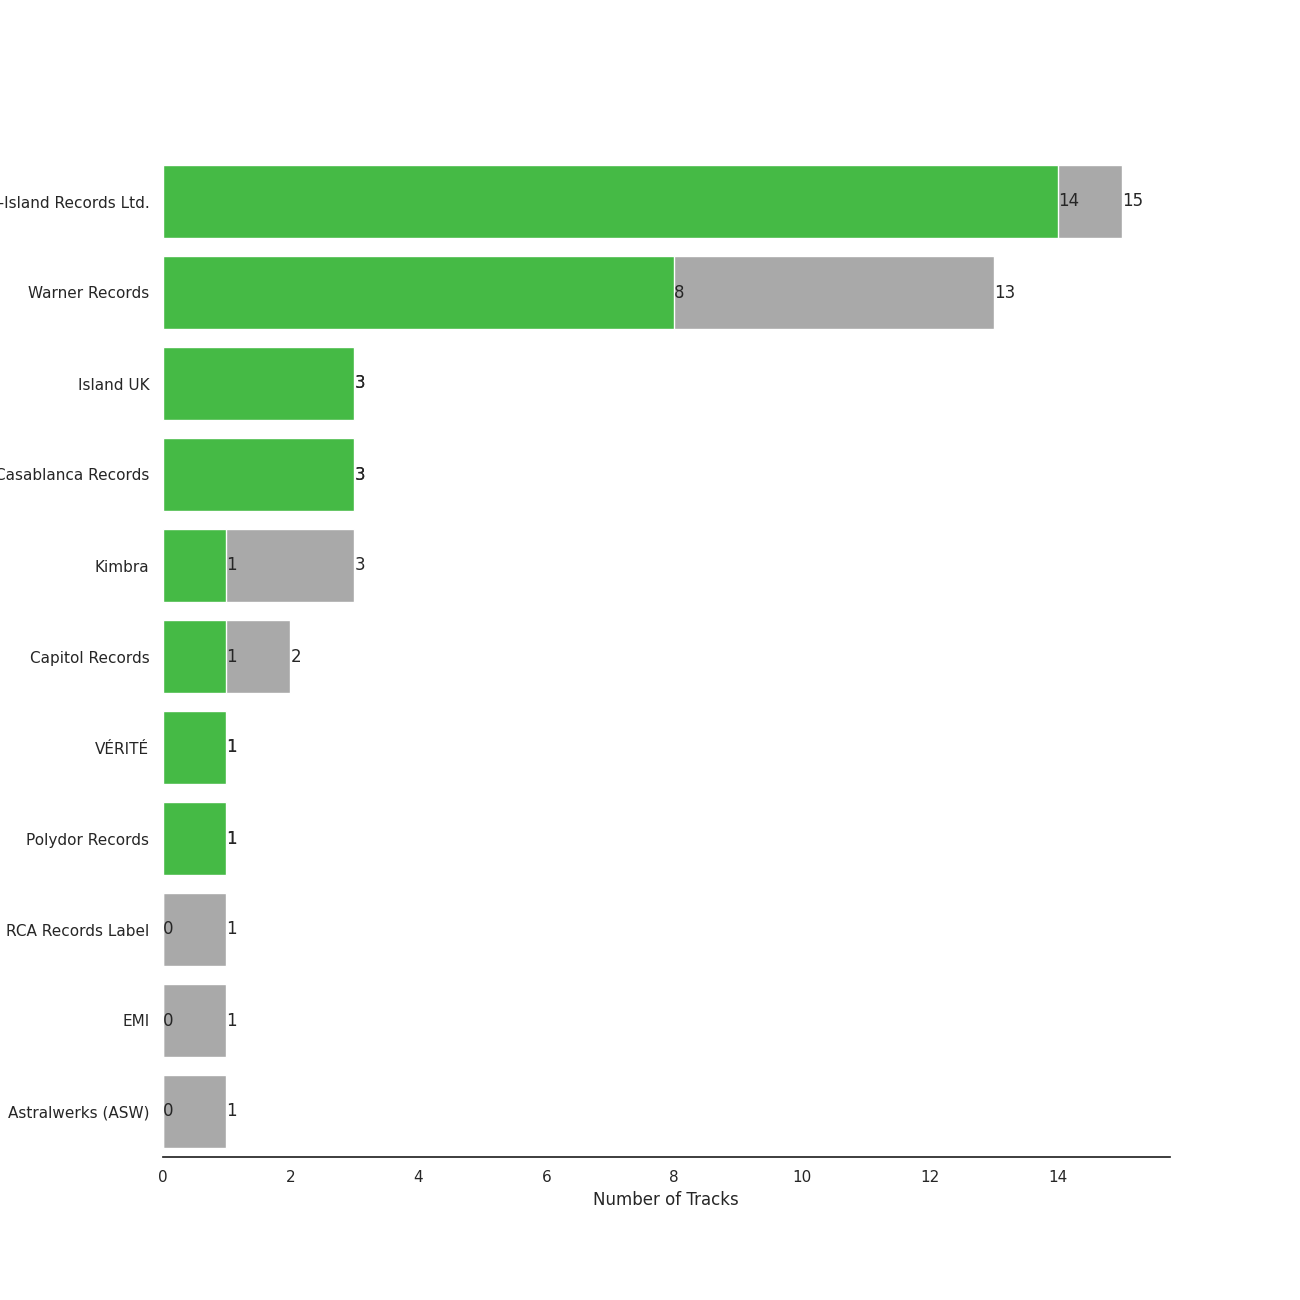 -Island Records Ltd.
14
15
Warner Records
8
13
Island UK
3
Casablanca Records
3
Kimbra
1
3
Capitol Records
1
2
VÉRITÉ
1
Polydor Records
1
RCA Records Label
0
1
EMI
0
1
Astralwerks (ASW)
0
1
0 2 4 6 8 10 12 14
Number of Tracks